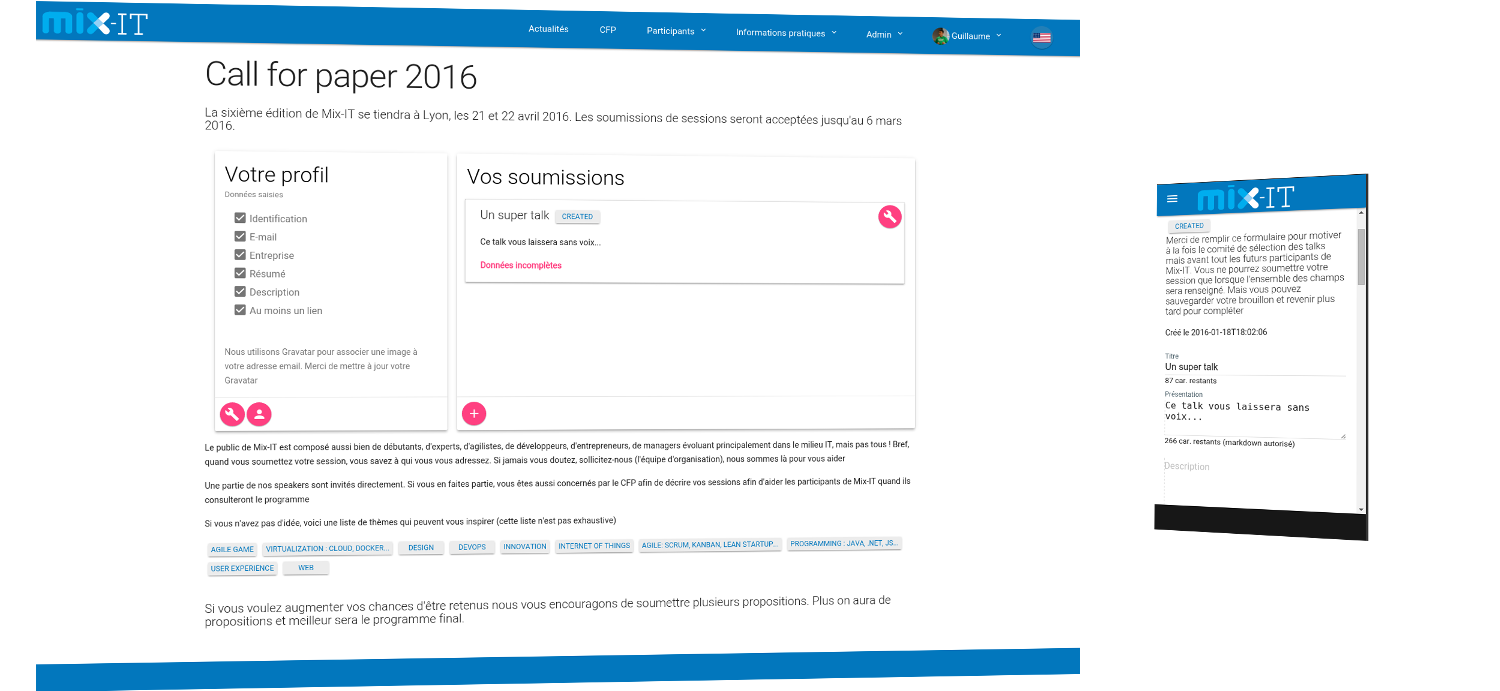 mix-IT
Actualités
CFP
Participants
Informations pratiques
Admin
Guillaume
Call for paper 2016
La sixième édition de Mix-IT se tiendra à Lyon, les 21 et 22 avril 2016. Les soumissions de sessions seront acceptées jusqu'au 6 mars
2016.
Votre profil
Données saisies
Identification
E-mail
Entreprise
Résumé
Description
Au moins un lien
Nous utilisons Gravatar pour associer une image à
votre adresse email. Merci de mettre à jour votre
Gravatar
Vos soumissions
Un super talk CREATED
Ce talk vous laissera sans voix...
Données incomplètes
Le public de Mix-IT est composé aussi bien de débutants, d'experts, d'agilistes, de développeurs, d'entrepreneurs, de managers évoluant principalement dans le milieu IT, mais pas tous ! Bref,
quand vous soumettez votre session, vous savez à qui vous vous adressez. Si jamais vous doutez, sollicitez-nous (l'équipe d'organisation), nous sommes là pour vous aider
Une partie de nos speakers sont invités directement. Si vous en faites partie, vous êtes aussi concernés par le CFP afin de décrire vos sessions afin d'aider les participants de Mix-IT quand ils
consulteront le programme
Si vous n'avez pas d'idée, voici une liste de thèmes qui peuvent vous inspirer (cette liste n'est pas exhaustive)
AGILE GAME
VIRTUALIZATION : CLOUD, DOCKER...
DESIGN
DEVOPS
INNOVATION
INTERNET OF THINGS
AGILE: SCRUM, KANBAN, LEAN STARTUP...
PROGRAMMING : JAVA, .NET, JS...
USER EXPERIENCE
WEB
Si vous voulez augmenter vos chances d'être retenus nous vous encouragons de soumettre plusieurs propositions. Plus on aura de
propositions et meilleur sera le programme final.
mix-IT
CREATED
Merci de remplir ce formulaire pour motiver
à la fois le comité de sélection des talks
mais avant tout les futurs participants de
Mix-IT. Vous ne pourrez soumettre votre
session que lorsque l'ensemble des champs
sera renseigné. Mais vous pouvez
sauvegarder votre brouillon et revenir plus
tard pour compléter
Créé le 2016-01-18T18:02:06
Titre
Un super talk
87 car. restants
Présentation
Ce talk vous laissera sans
voix...
266 car. restants (markdown autorisé)
Description